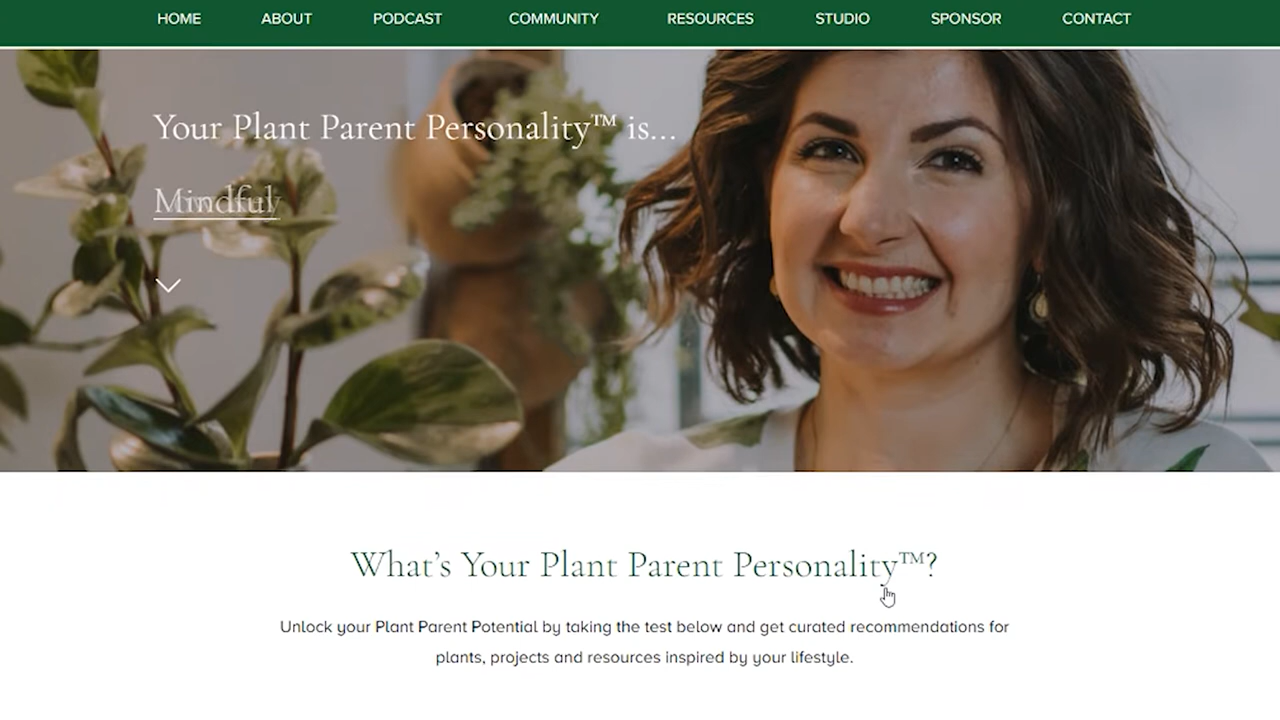 HOME ABOUT PODCAST COMMUNITY RESOURCES STUDIO SPONSOR CONTACT
Your Plant Parent Personality™ is...
Mindful
What's Your Plant Parent Personality™?
Unlock your Plant Parent Potential by taking the test below and get curated recommendations for
plants, projects and resources inspired by your lifestyle.